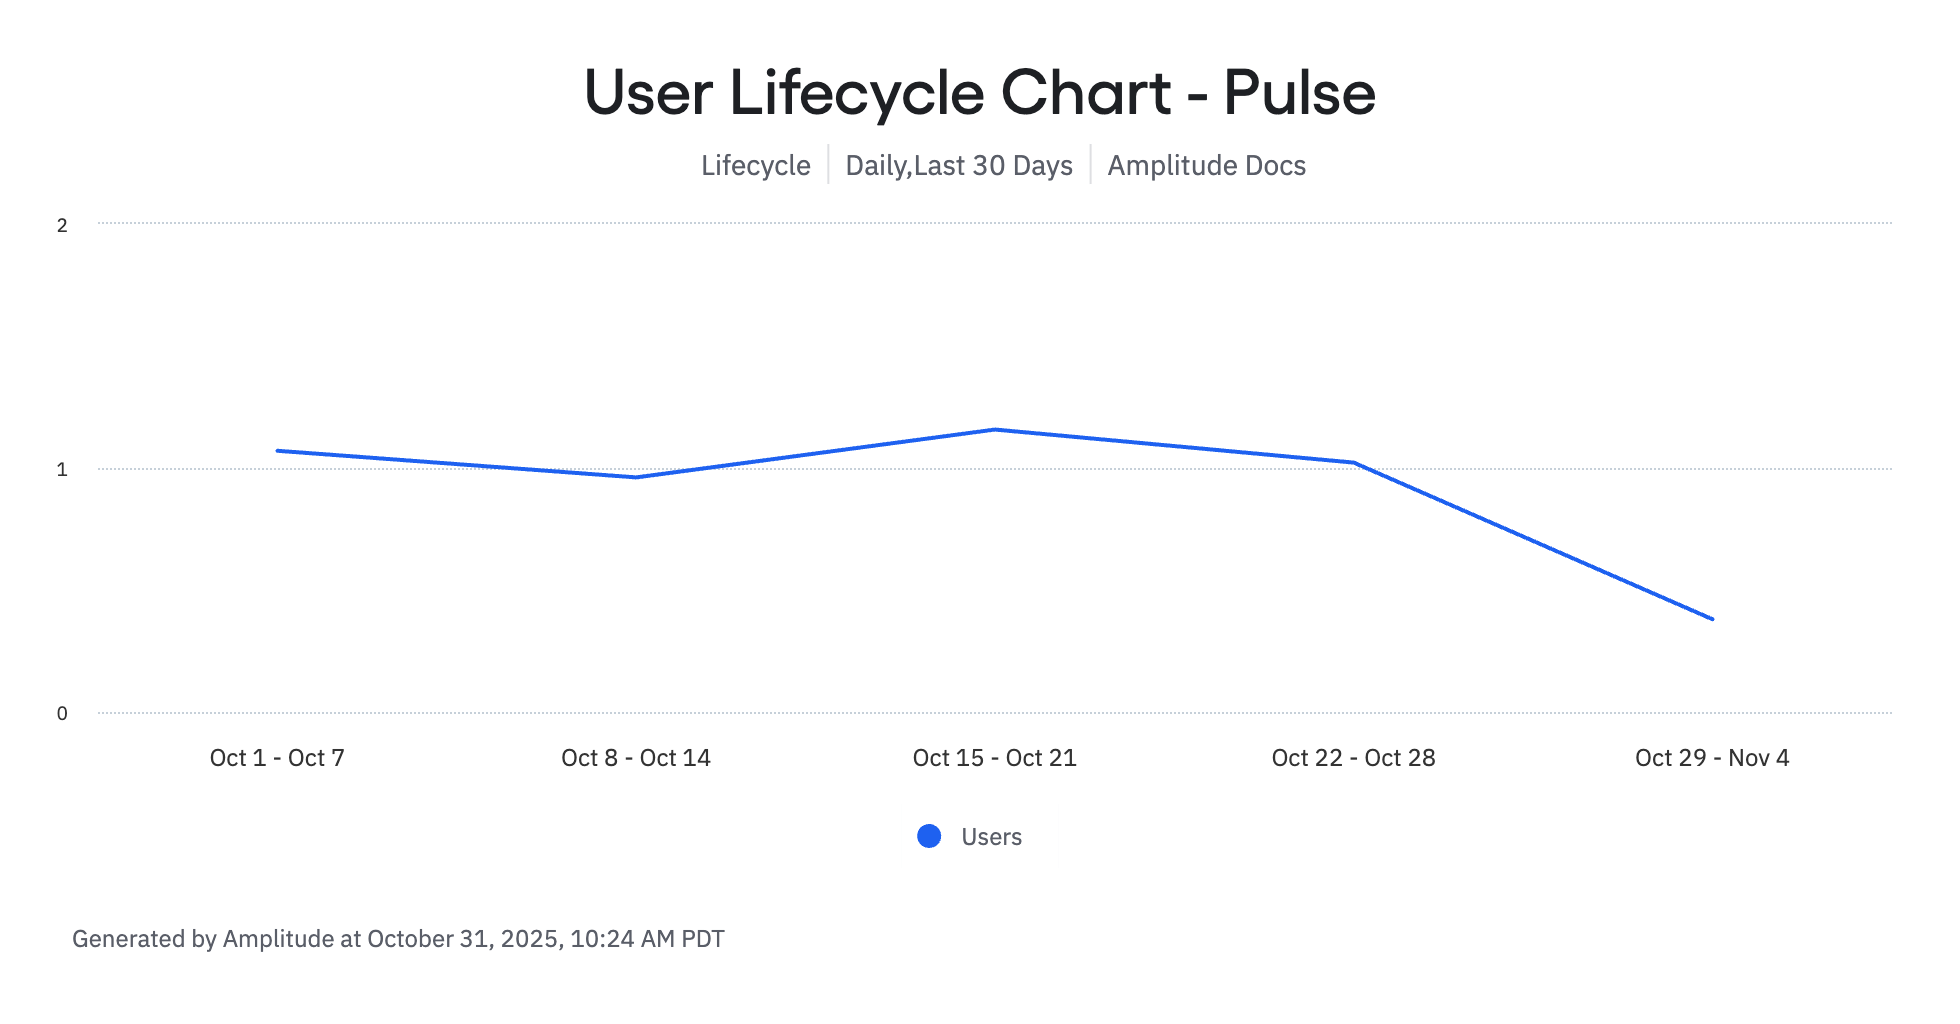 User Lifecycle Chart - Pulse
Lifecycle Daily,Last 30 Days Amplitude Docs
2
1
0
Oct 1 - Oct 7 Oct 8 - Oct 14 Oct 15 - Oct 21 Oct 22 - Oct 28 Oct 29 - Nov 4
Users
Generated by Amplitude at October 31, 2025, 10:24 AM PDT